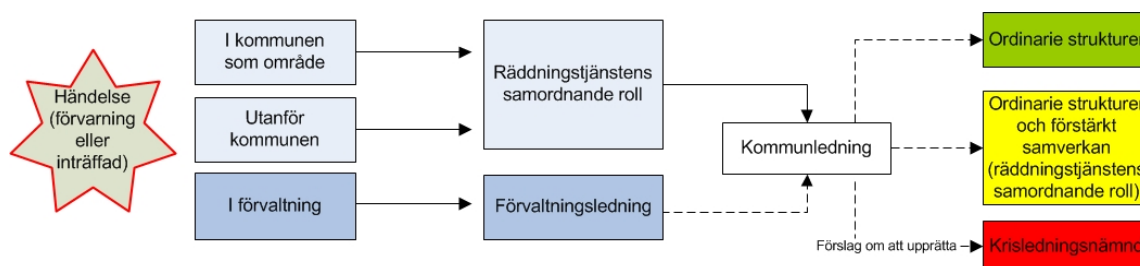 Händelse
(förvarning
eller
inträffad)
I kommunen
som område
Utanför
kommunen
I förvaltning
Räddningstjänstens
samordnande roll
Förvaltningsledning
Kommunledning
Förslag om att upprätta
Ordinarie strukturer
Ordinarie strukturer
och förstärkt
samverkan
(räddningstjänstens
samordnande roll)
Krisledningsnämnd